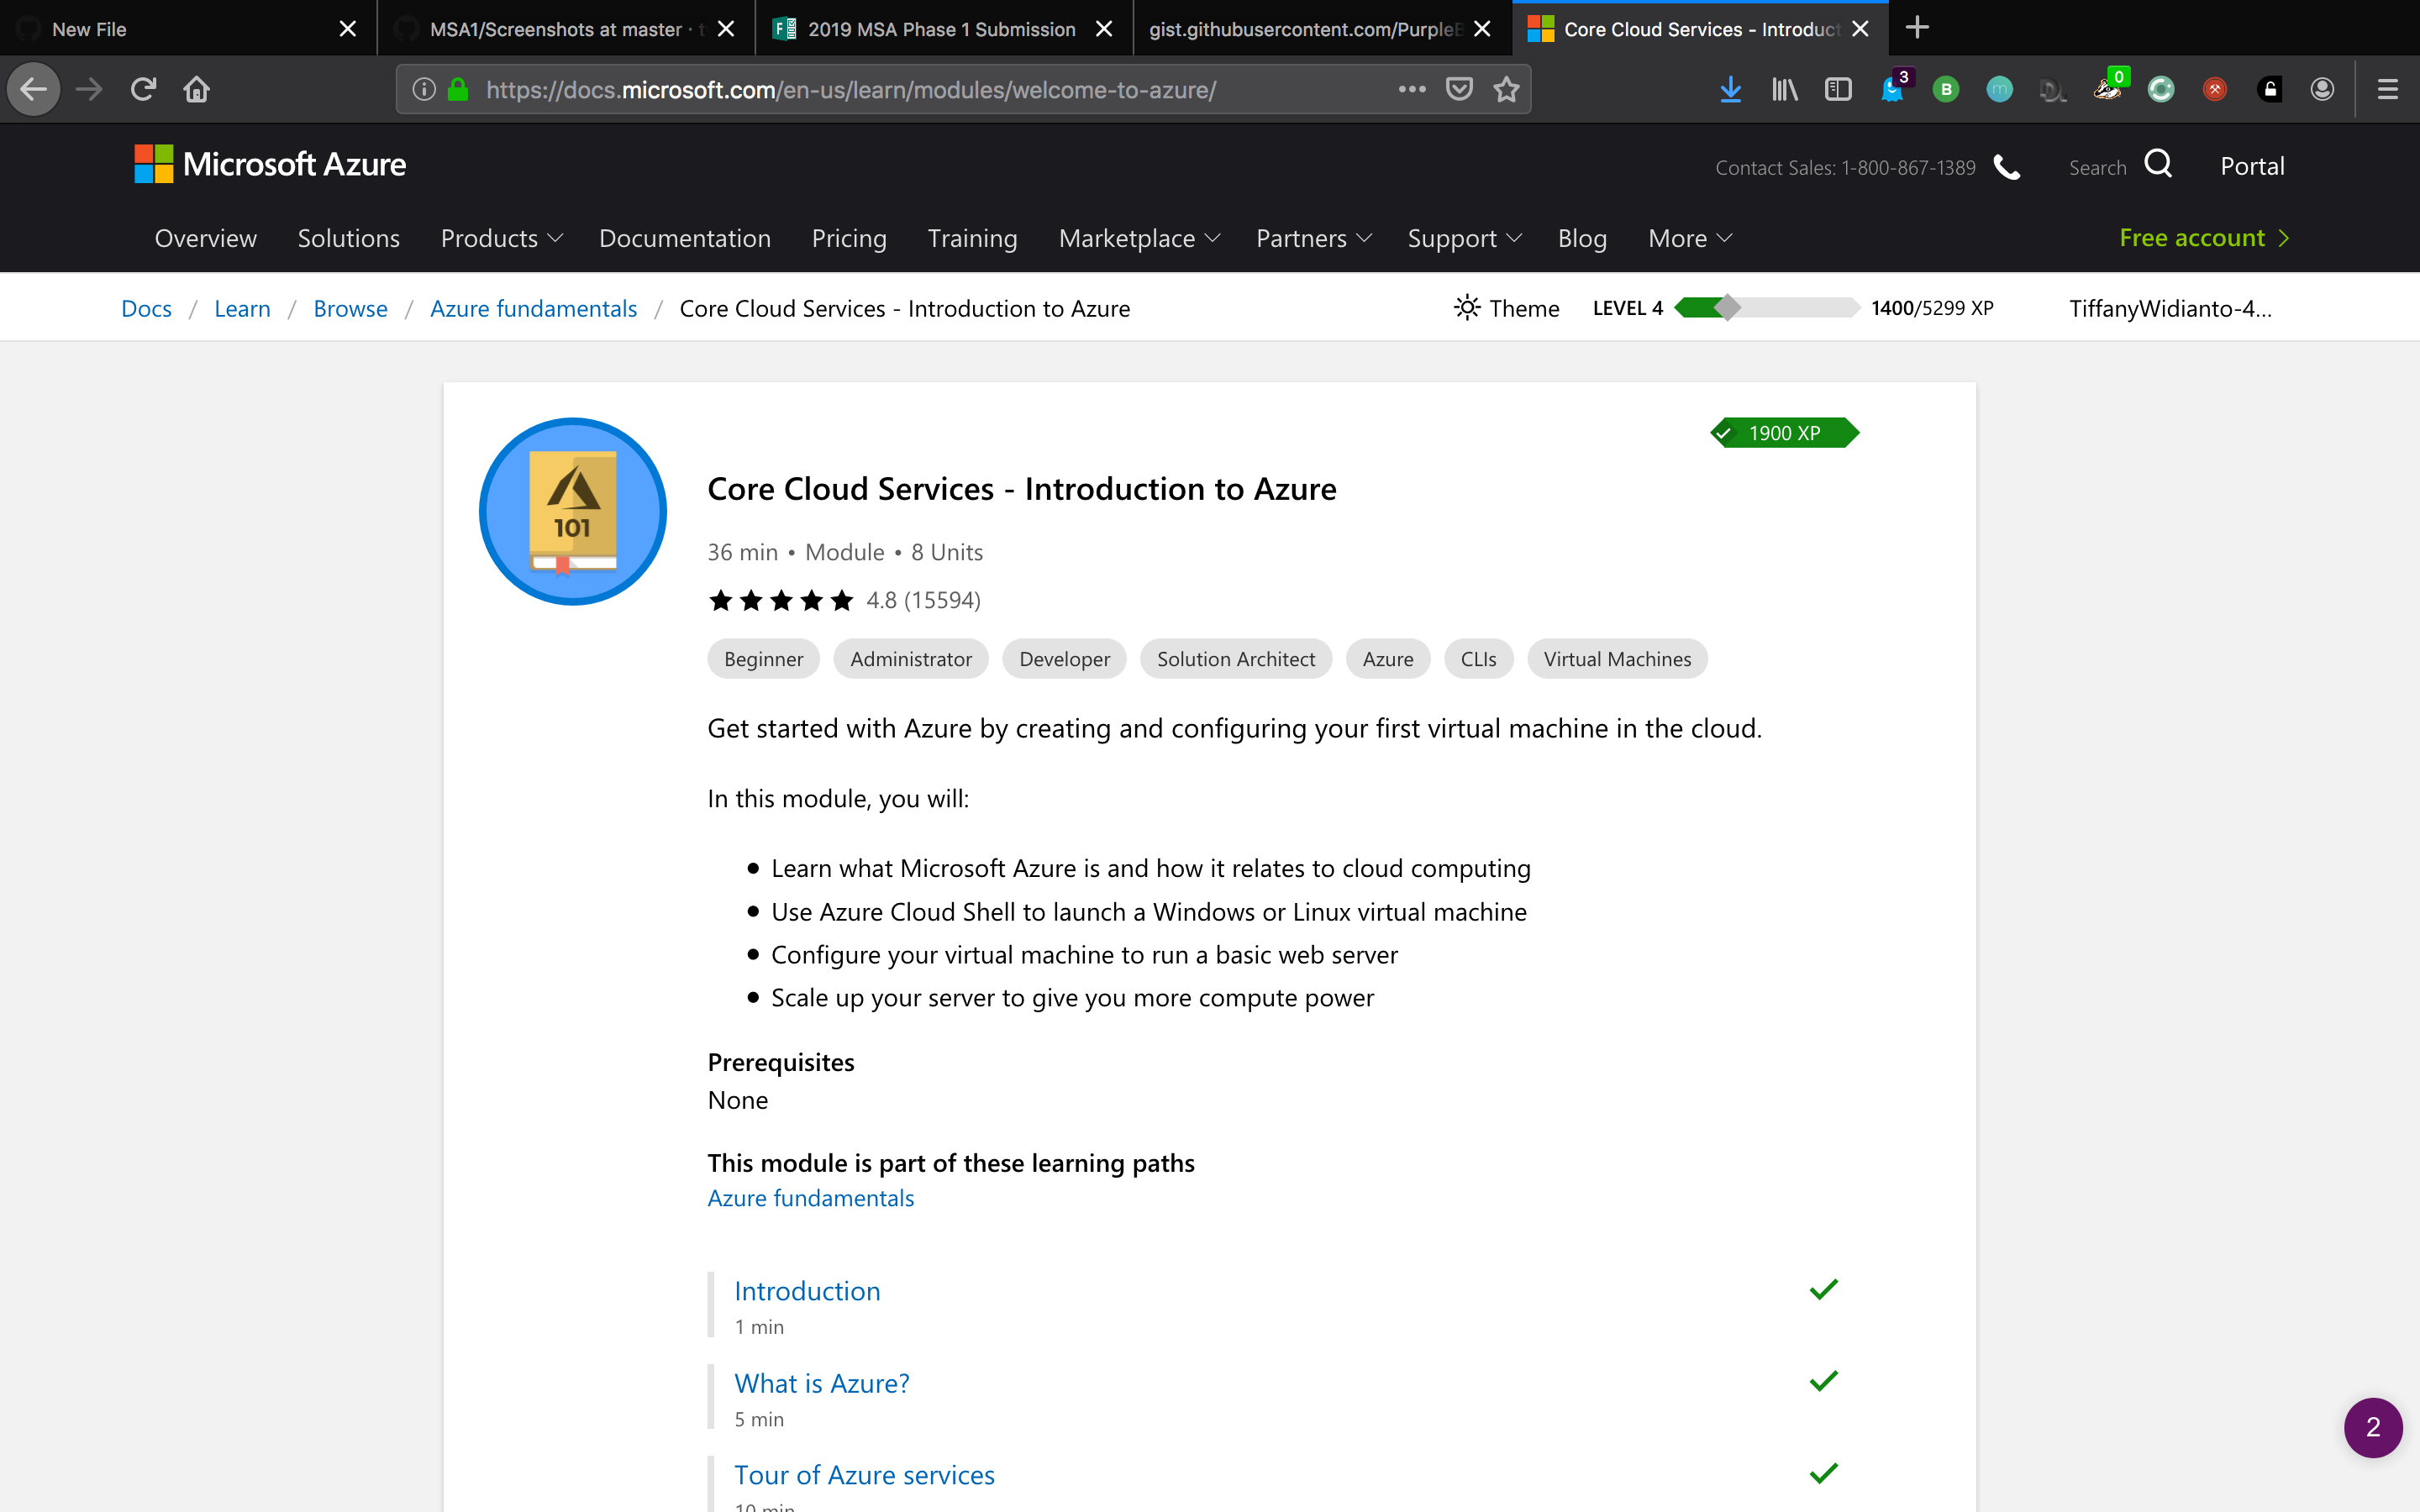 New File
MSA1/Screenshots at master · t
2019 MSA Phase 1 Submission
gist.githubusercontent.com/PurpleB
Core Cloud Services - Introduct
https://docs.microsoft.com/en-us/learn/modules/welcome-to-azure/
3
B
m
D.
0
Microsoft Azure
Contact Sales: 1-800-867-1389
Search
Portal
Overview
Solutions
Products
Documentation
Pricing
Training
Marketplace
Partners
Support
Blog
More
Free account
Docs / Learn / Browse / Azure fundamentals / Core Cloud Services - Introduction to Azure
Theme
LEVEL 4
1400/5299 XP
TiffanyWidianto-4...
1900 XP
101
Core Cloud Services - Introduction to Azure
36 min • Module • 8 Units
4.8 (15594)
Beginner
Administrator
Developer
Solution Architect
Azure
CLIs
Virtual Machines
Get started with Azure by creating and configuring your first virtual machine in the cloud.
In this module, you will:
• Learn what Microsoft Azure is and how it relates to cloud computing
• Use Azure Cloud Shell to launch a Windows or Linux virtual machine
• Configure your virtual machine to run a basic web server
• Scale up your server to give you more compute power
Prerequisites
None
This module is part of these learning paths
Azure fundamentals
Introduction
1 min
What is Azure?
5 min
Tour of Azure services
10 min
2